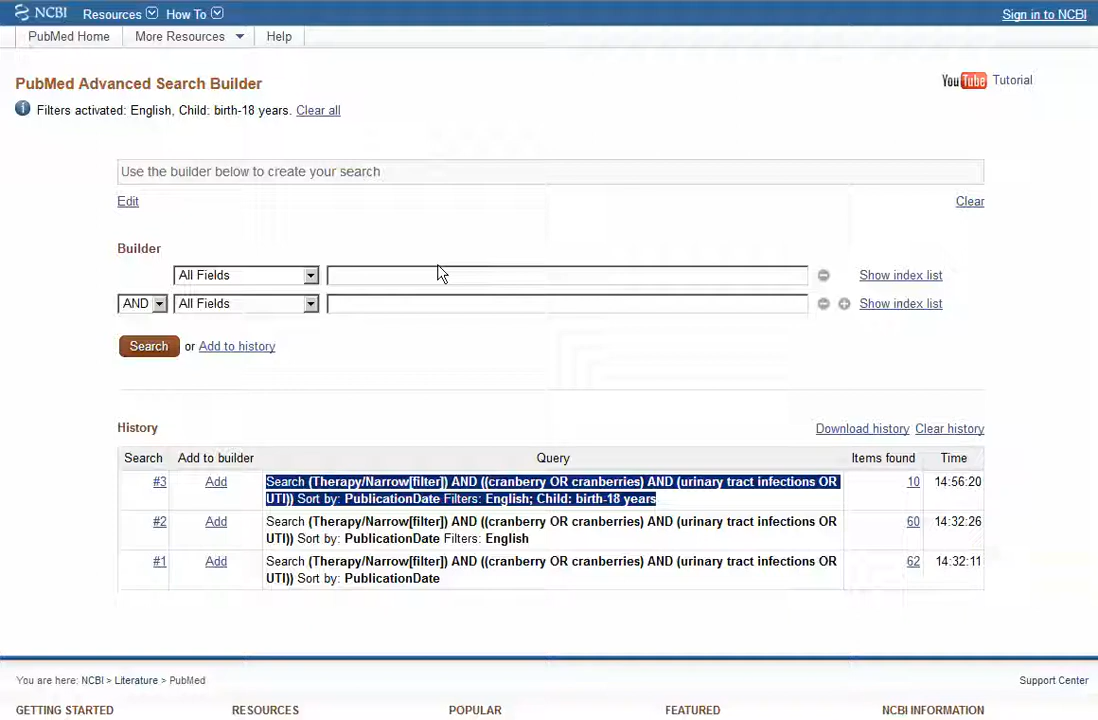 NCBI Resources How To Sign in to NCBI
PubMed Home More Resources Help
PubMed Advanced Search Builder
YouTube Tutorial
Filters activated: English, Child: birth-18 years. Clear all
Use the builder below to create your search
Edit Clear
Builder
All Fields Show index list
AND All Fields Show index list
Search or Add to history
History Download history Clear history
Search Add to builder Query Items found Time
#3 Add Search (Therapy/Narrow[filter]) AND ((cranberry OR cranberries) AND (urinary tract infections OR 10 14:56:20
UTI)) Sort by: PublicationDate Filters: English; Child: birth-18 years
#2 Add Search (Therapy/Narrow[filter]) AND ((cranberry OR cranberries) AND (urinary tract infections OR 60 14:32:26
UTI)) Sort by: PublicationDate Filters: English
#1 Add Search (Therapy/Narrow[filter]) AND ((cranberry OR cranberries) AND (urinary tract infections OR 62 14:32:11
UTI)) Sort by: PublicationDate
You are here: NCBI > Literature > PubMed Support Center
GETTING STARTED RESOURCES POPULAR FEATURED NCBI INFORMATION